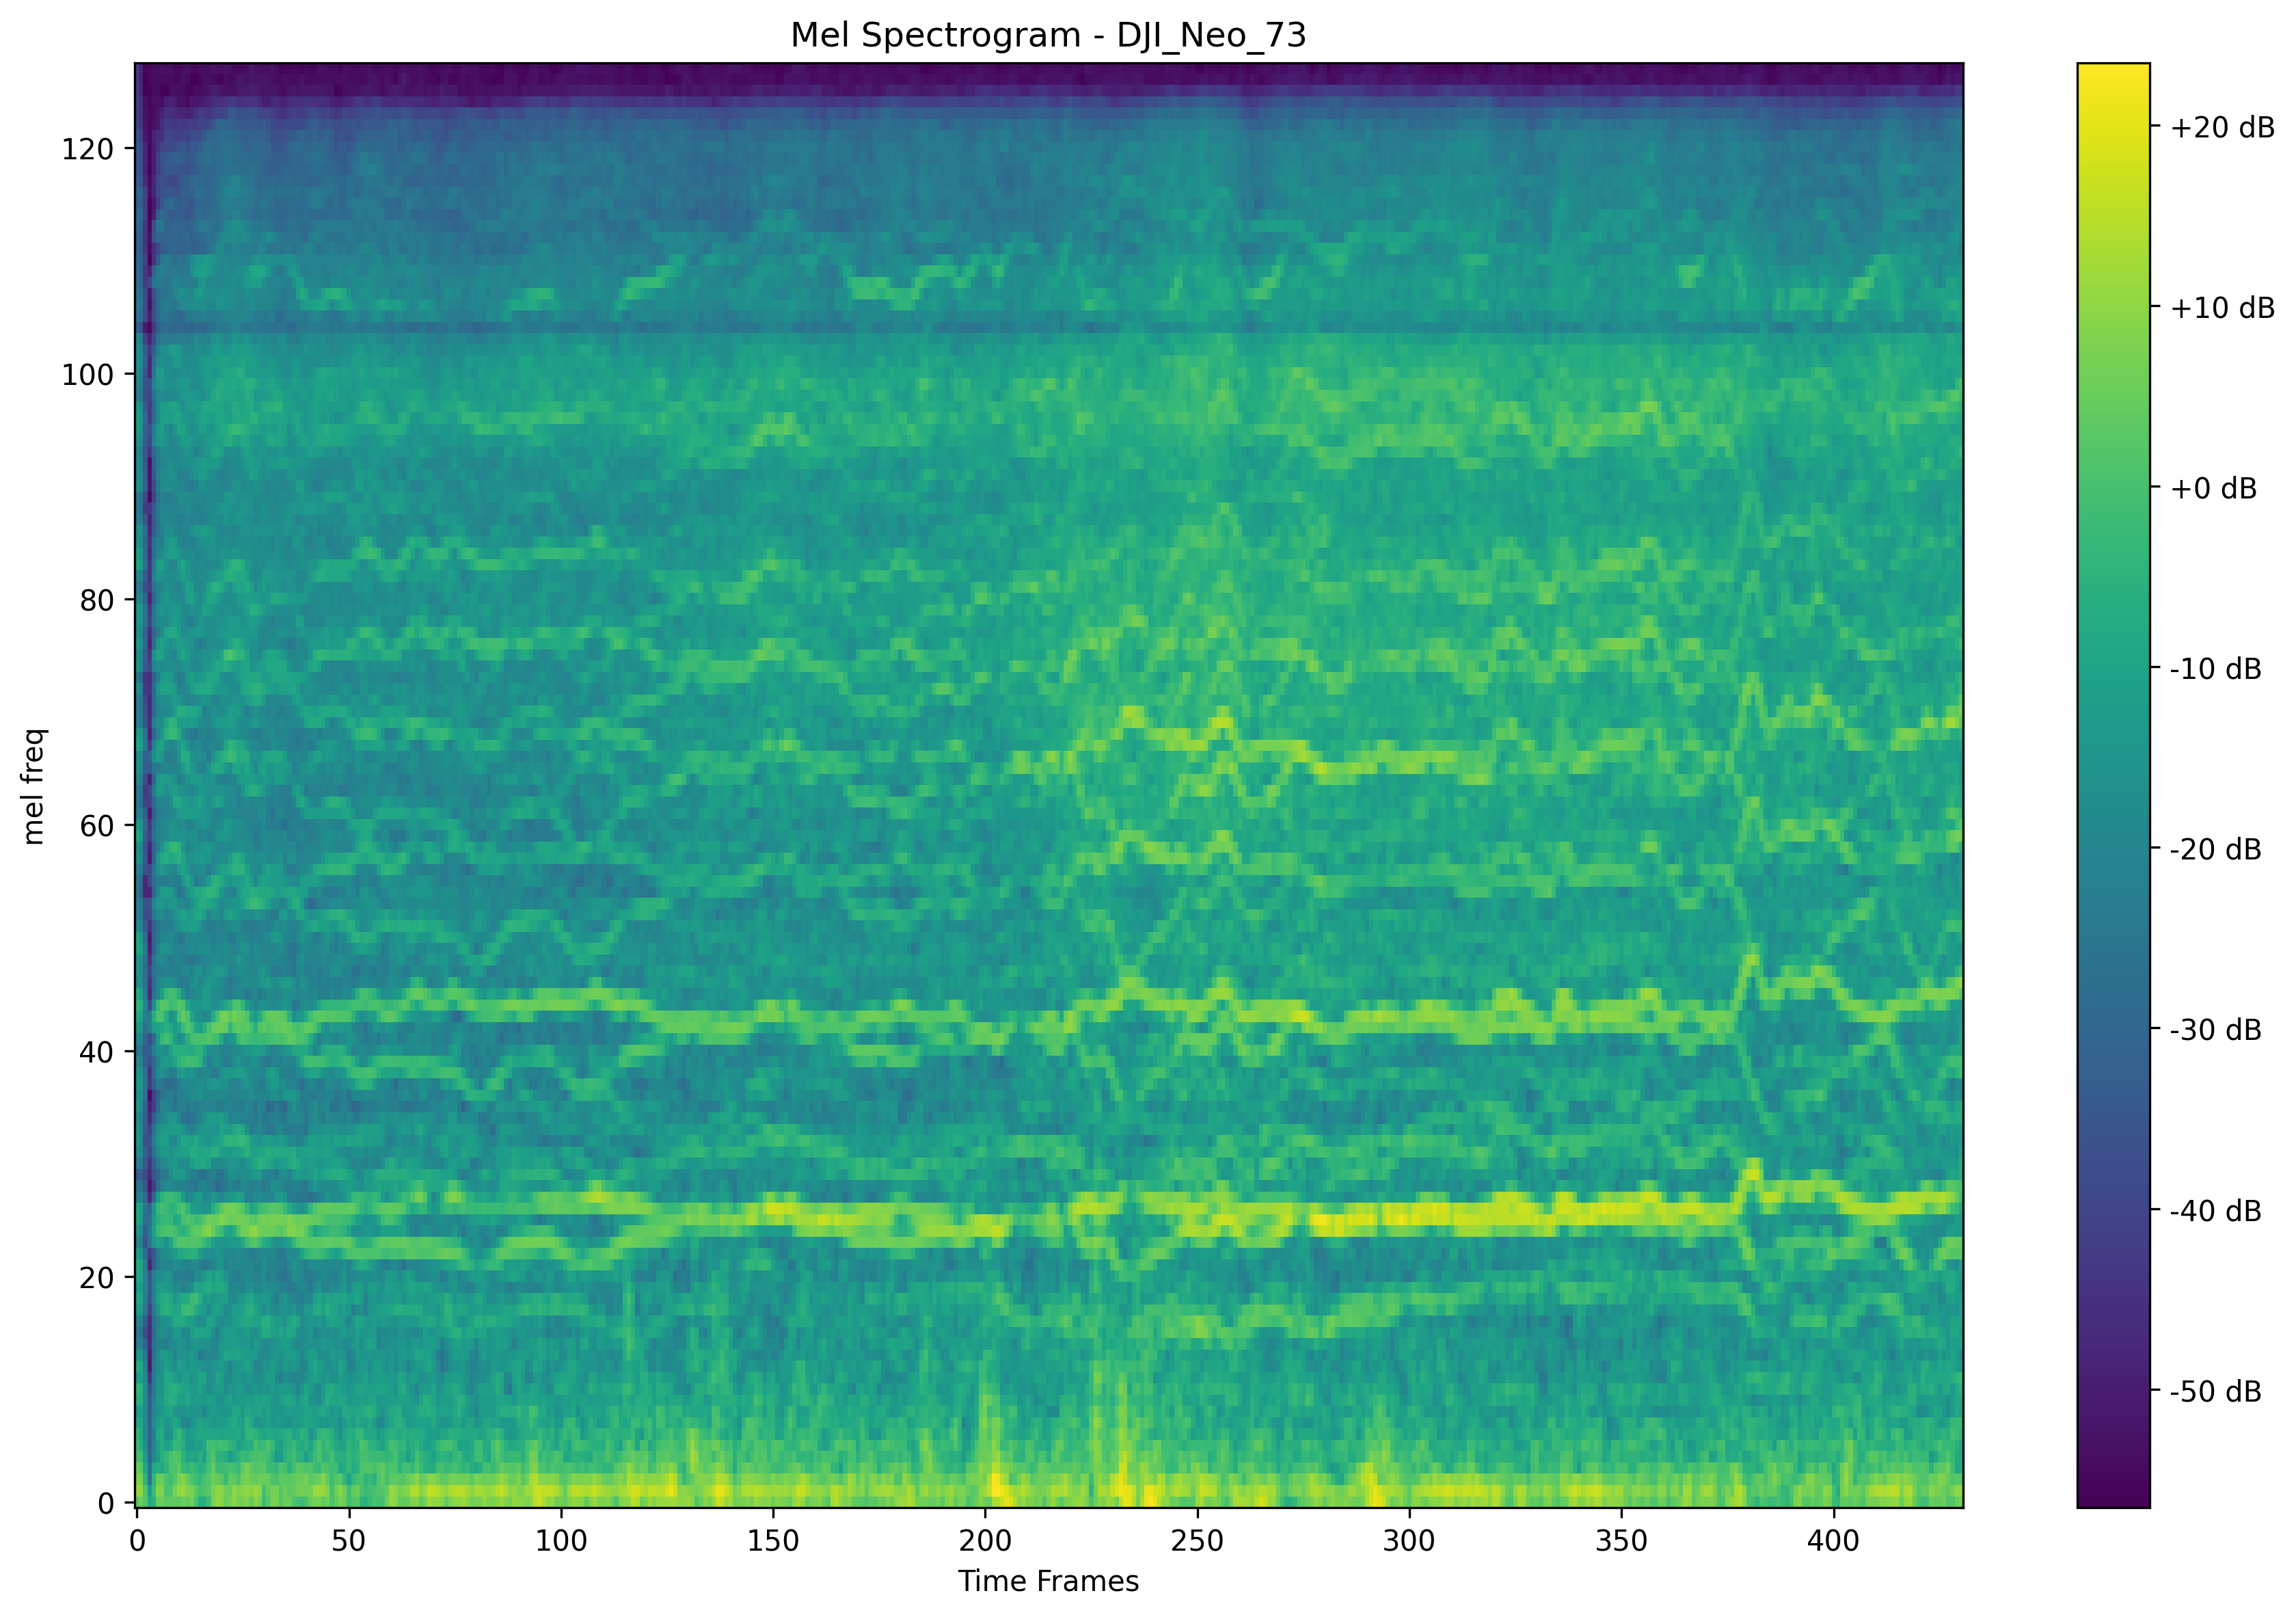 Mel Spectrogram - DJI_Neo_73
mel freq
120
100
80
60
40
20
0
0 50 100 150 200 250 300 350 400
Time Frames
+20 dB
+10 dB
+0 dB
-10 dB
-20 dB
-30 dB
-40 dB
-50 dB